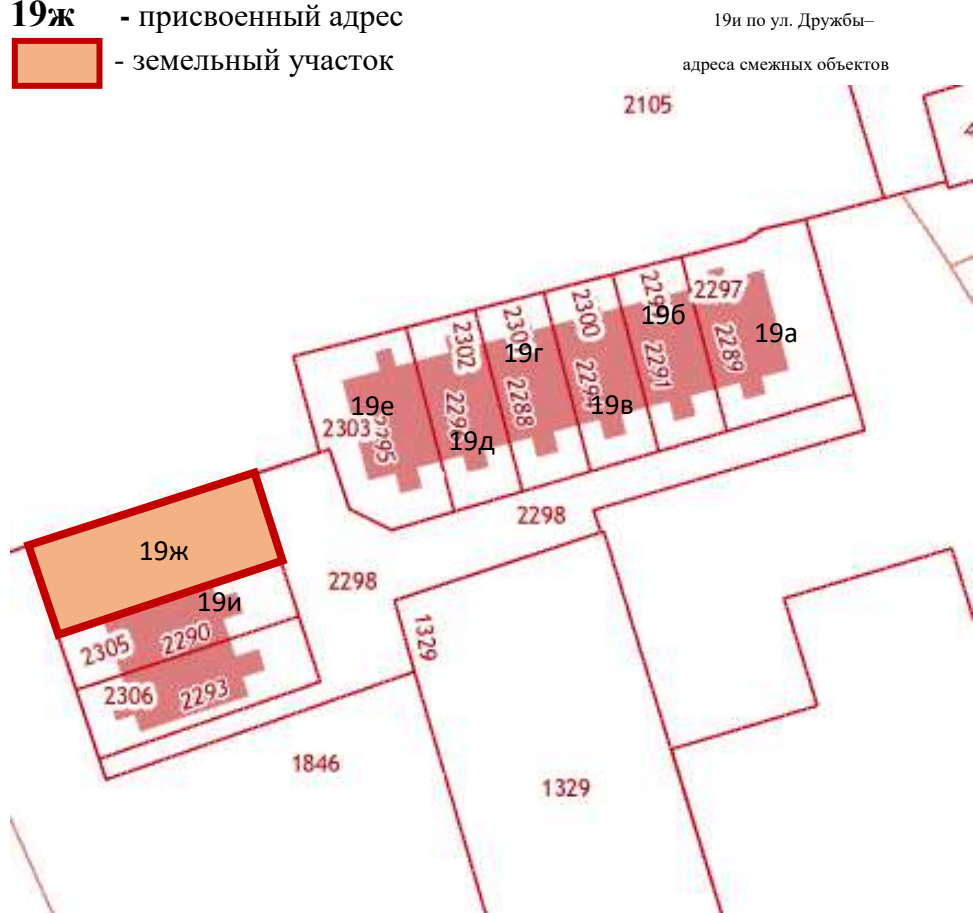 19ж - присвоенный адрес
- земельный участок
19и по ул. Дружбы–
адреса смежных объектов
2105
2297
19б
2300
19а
2302
19г
2289
2291
19е
2288
19в
2303
19д
2298
19ж
2298
19и
1329
2305 2290
2306 2293
1846
1329